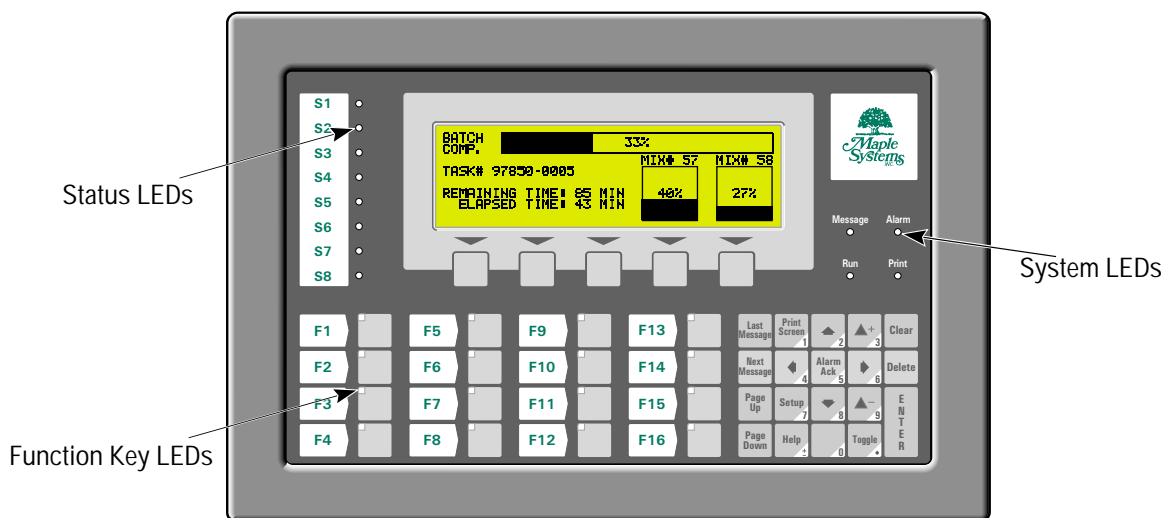 S1
S2
S3
S4
S5
S6
S7
S8
Status LEDs
BATCH
COMP.
33%
TASK# 97850-0005
MIX# 57
MIX# 58
REMAINING TIME: 85 MIN
ELAPSED TIME: 43 MIN
40%
27%
Maple
Systems
INC
Message
Alarm
Run
Print
System LEDs
F1
F5
F9
F13
F2
F6
F10
F14
F3
F7
F11
F15
F4
F8
F12
F16
Function Key LEDs
Last
Message
Print
Screen
1
2
+
3
Clear
Next
Message
4
Alarm
Ack
5
6
Delete
Page
Up
Setup
7
8
−
9
ENTER
Page
Down
Help
±
0
Toggle
•